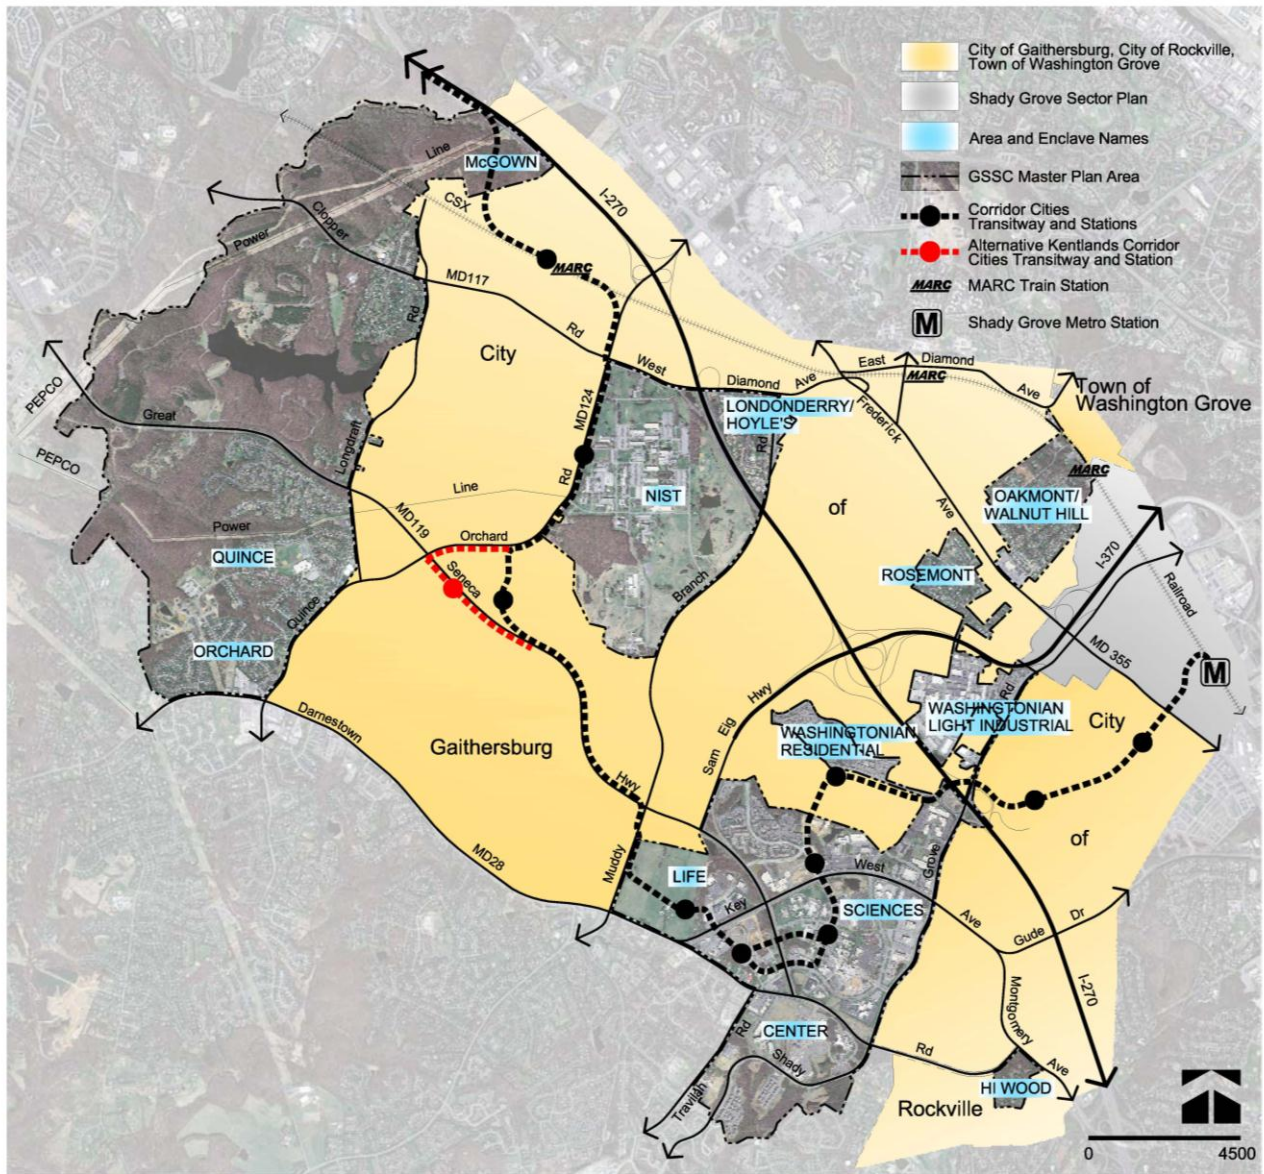 City of Gaithersburg, City of Rockville,
Town of Washington Grove
Shady Grove Sector Plan
Area and Enclave Names
GSSC Master Plan Area
Corridor Cities
Transitway and Stations
Alternative Kentlands Corridor
Cities Transitway and Station
MARC
MARC Train Station
M
Shady Grove Metro Station
McGOWN
Line
CSX
I-270
Clopper
Power
MARC
MD117
Rd
Rd
City
West
Diamond
Ave
East
Diamond
Ave
MARC
Town of
Washington Grove
PEPCO
Great
PEPCO
MD124
Rd
LONDONDERRY/
HOYLE'S
Rd
Frederick
Ave
Longdraft
Line
NIST
of
MARC
OAKMONT/
WALNUT HILL
MD119
Orchard
Power
QUINCE
Seneca
Branch
ROSEMONT
I-370
Railroad
Quince
ORCHARD
MD 355
M
Darnestown
Gaithersburg
Sam
Eig
Hwy
WASHINGTONIAN
RESIDENTIAL
Rd
WASHINGTONIAN
LIGHT INDUSTRIAL
City
Hwy
of
MD28
Muddy
LIFE
Key
West
Grove
SCIENCES
Ave
Gude
Dr
I-270
Montgomery
Ave
CENTER
Rd
Rd
Shady
Travilah
HI WOOD
Rockville
0
4500